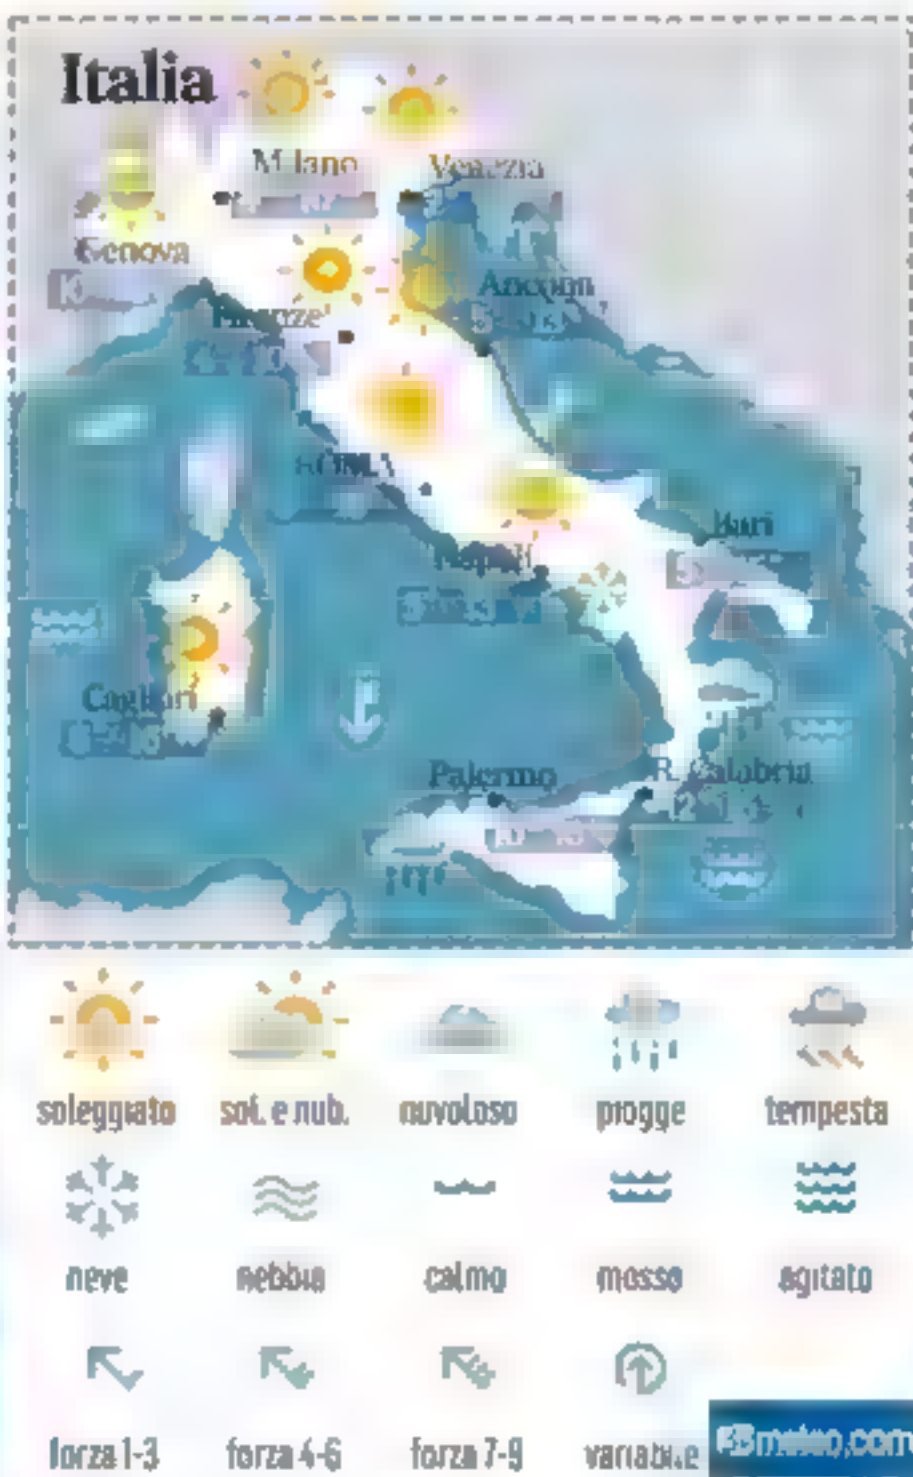 Italia
Milano
Venezia
Genova
Ancona
Firenze
ROMA
Bari
Napoli
Cagliari
Palermo
R. Calabria
soleggiato
sol. e nub.
nuvoloso
piogge
tempesta
neve
nebbia
calmo
mosso
agitato
forza 1-3
forza 4-6
forza 7-9
variabile
3Bmeteo.com